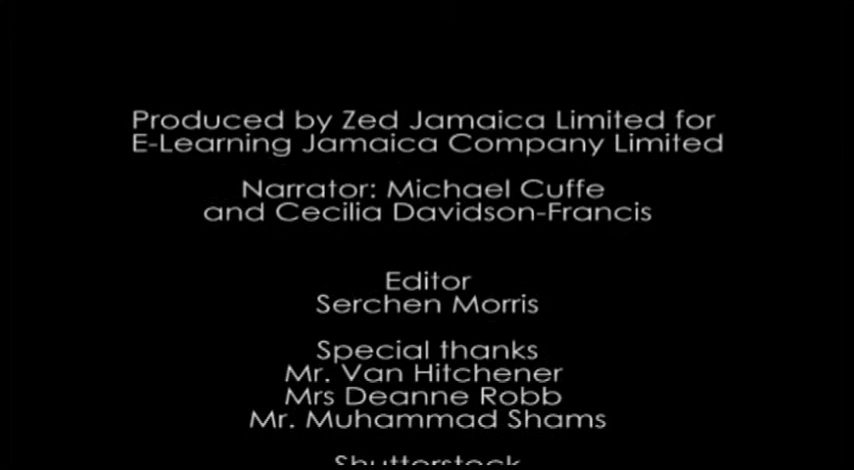 Produced by Zed Jamaica Limited for
E-Learning Jamaica Company Limited
Narrator: Michael Cuffe
and Cecilia Davidson-Francis
Editor
Serchen Morris
Special thanks
Mr. Van Hitchener
Mrs Deanne Robb
Mr. Muhammad Shams
Shutterstock